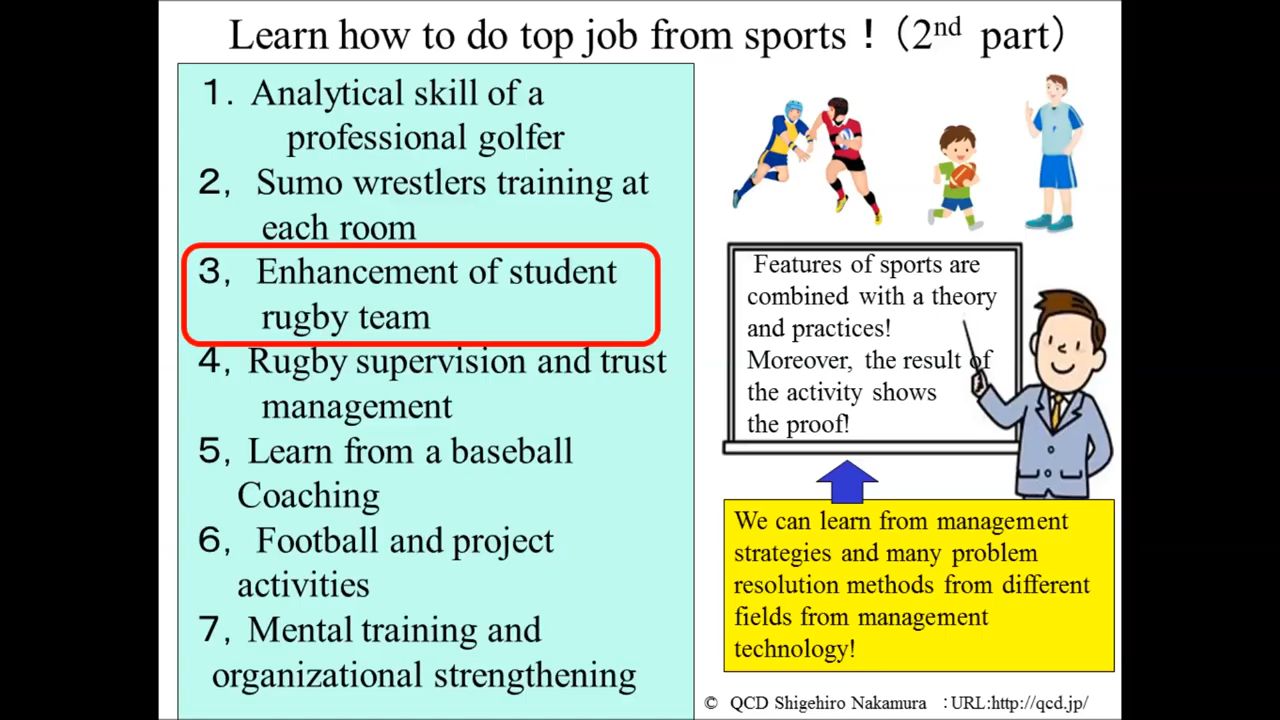 Learn how to do top job from sports！（2nd part）
１. Analytical skill of a
professional golfer
２, Sumo wrestlers training at
each room
３, Enhancement of student
rugby team
４, Rugby supervision and trust
management
５, Learn from a baseball
Coaching
６, Football and project
activities
７, Mental training and
organizational strengthening
Features of sports are
combined with a theory
and practices!
Moreover, the result of
the activity shows
the proof!
We can learn from management
strategies and many problem
resolution methods from different
fields from management
technology!
© QCD Shigehiro Nakamura ：URL:http://qcd.jp/